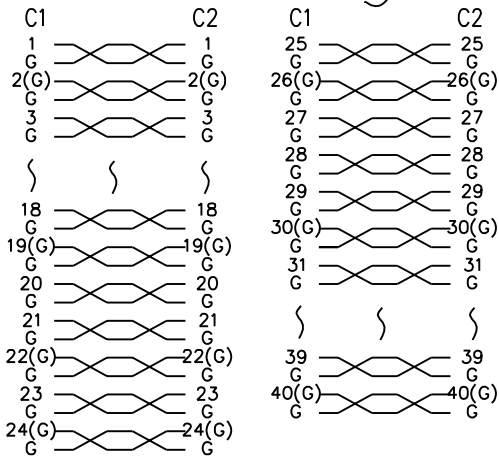 C1 C2
1 1
G G
2(G) 2(G)
G G
3 3
G G
18 18
G G
19(G) 19(G)
G G
20 20
G G
21 21
G G
22(G) 22(G)
G G
23 23
G G
24(G) 24(G)
G G
C1 C2
25 25
G G
26(G) 26(G)
G G
27 27
G G
28 28
G G
29 29
G G
30(G) 30(G)
G G
31 31
G G
39 39
G G
40(G) 40(G)
G G